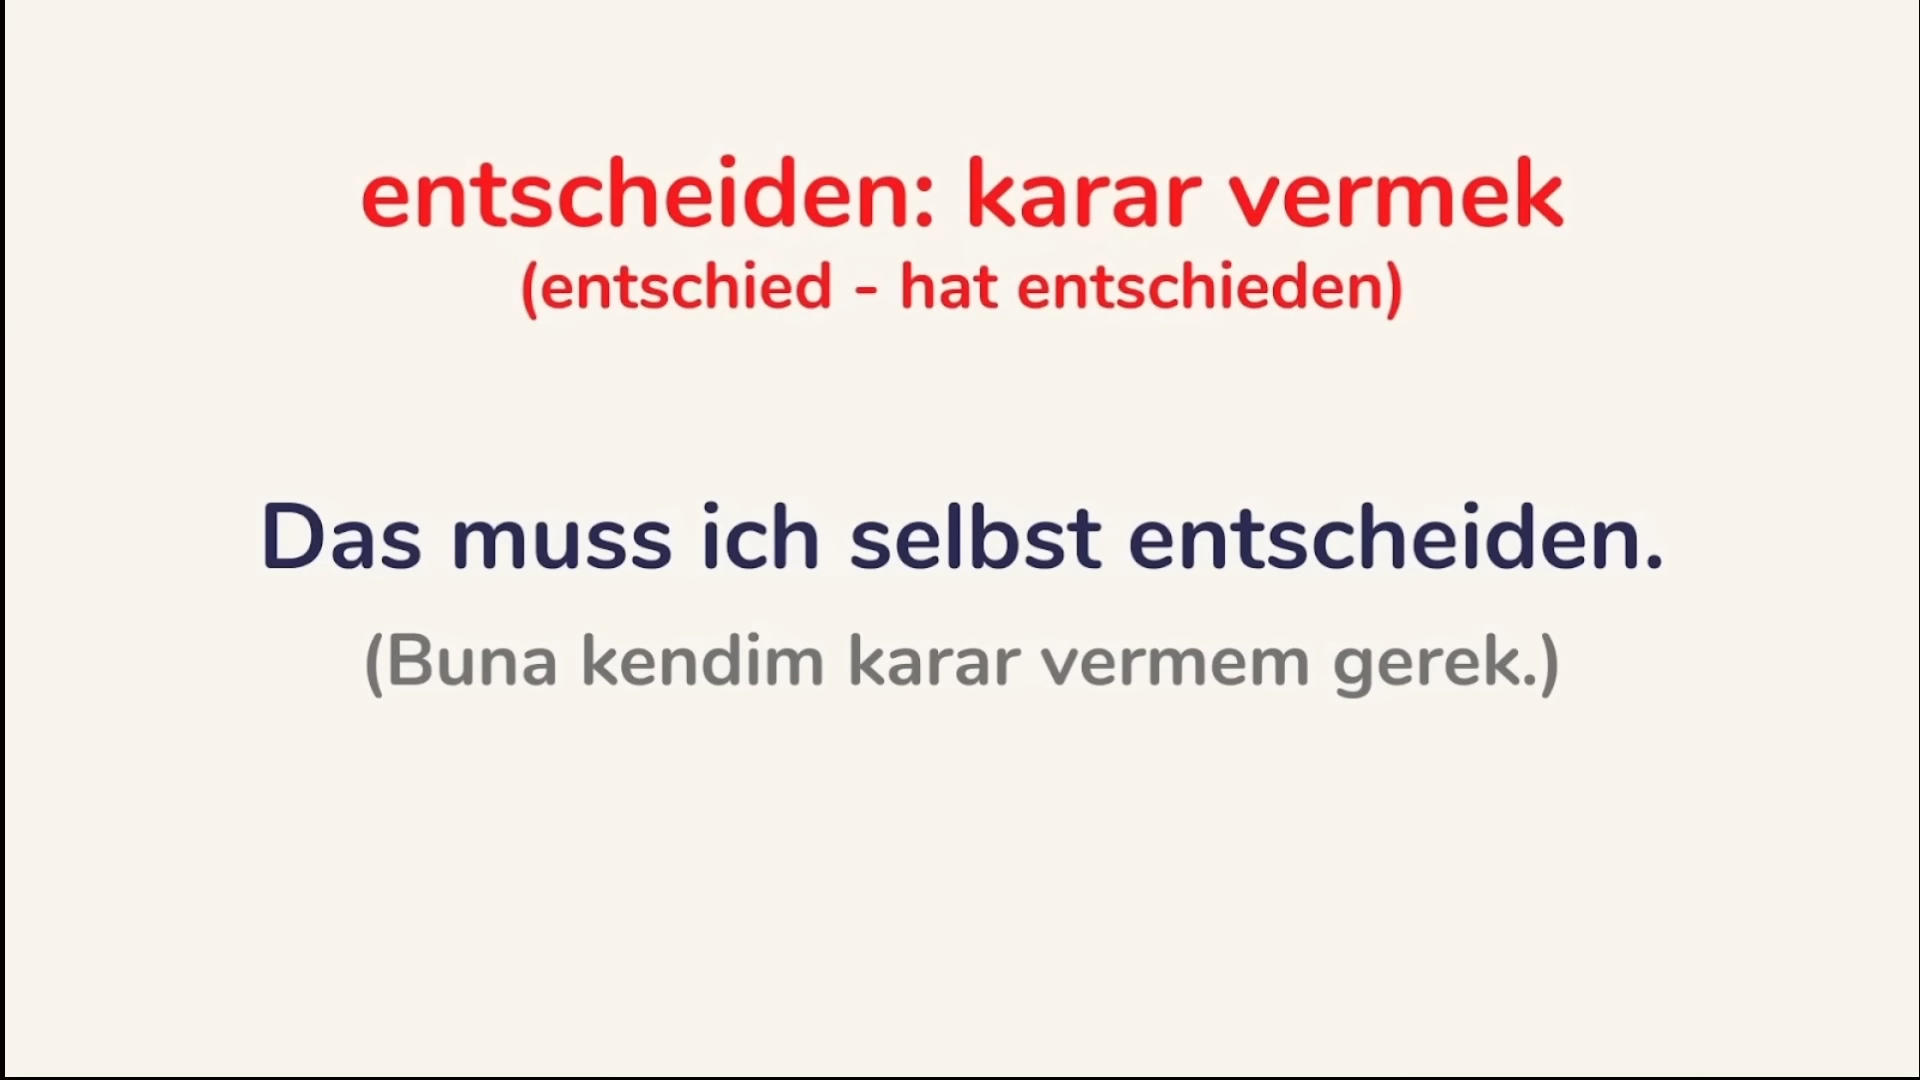 entscheiden: karar vermek
(entschied - hat entschieden)
Das muss ich selbst entscheiden.
(Buna kendim karar vermem gerek.)